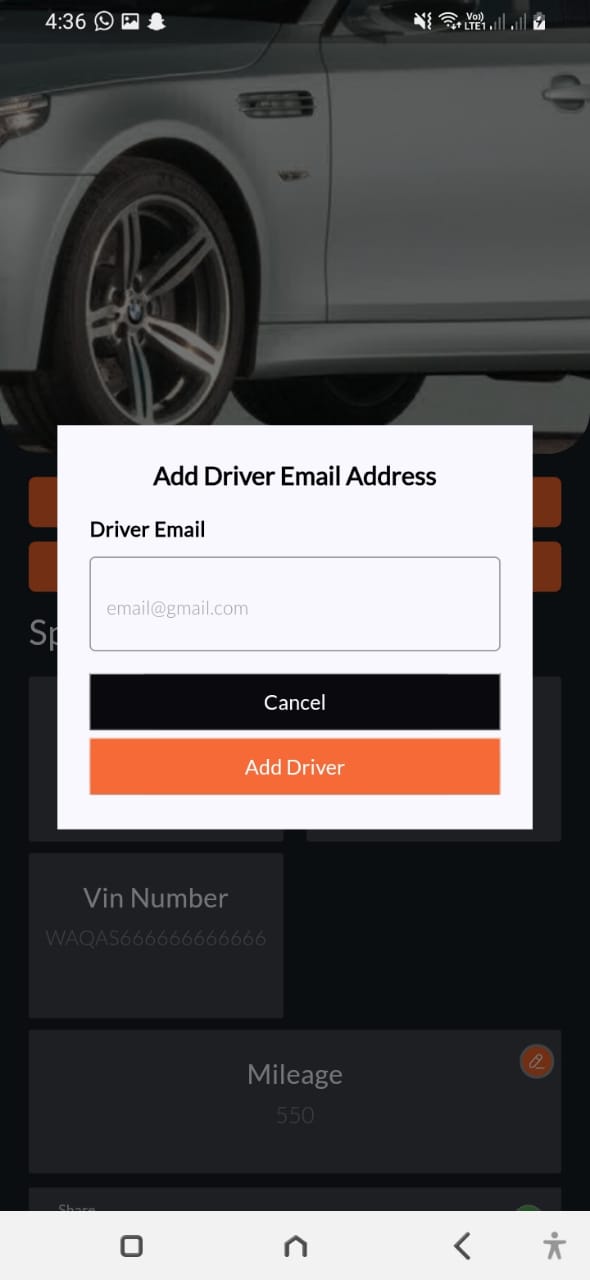 4:36
Vo)
LTE1
Add Driver Email Address
Driver Email
email@gmail.com
Cancel
Add Driver
Sp
Vin Number
WAQAS666666666666
Mileage
550
Share